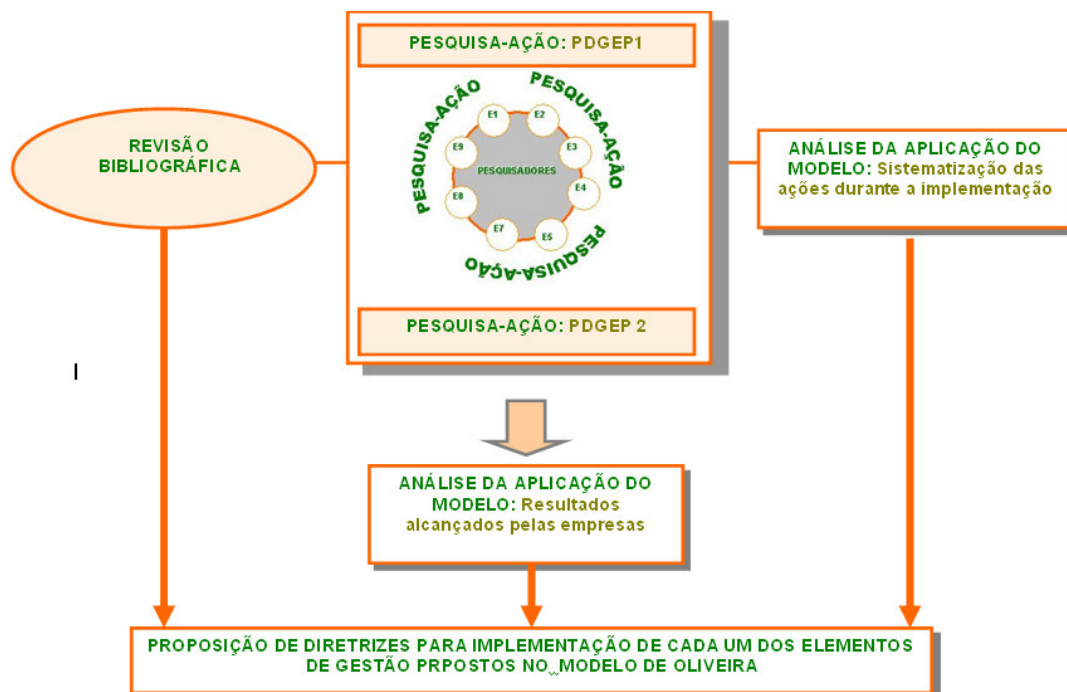 PESQUISA-AÇÃO: PDGEP1
PESQUISA-AÇÃO
PESQUISA-AÇÃO
PESQUISA-AÇÃO
E1
E2
E3
E4
E5
E7
E8
E9
PESQUISADORES
REVISÃO
BIBLIOGRÁFICA
ANÁLISE DA APLICAÇÃO DO
MODELO: Sistematização das
ações durante a implementação
PESQUISA-AÇÃO: PDGEP 2
I
ANÁLISE DA APLICAÇÃO DO
MODELO: Resultados
alcançados pelas empresas
PROPOSIÇÃO DE DIRETRIZES PARA IMPLEMENTAÇÃO DE CADA UM DOS ELEMENTOS
DE GESTÃO PRPOSTOS NO MODELO DE OLIVEIRA